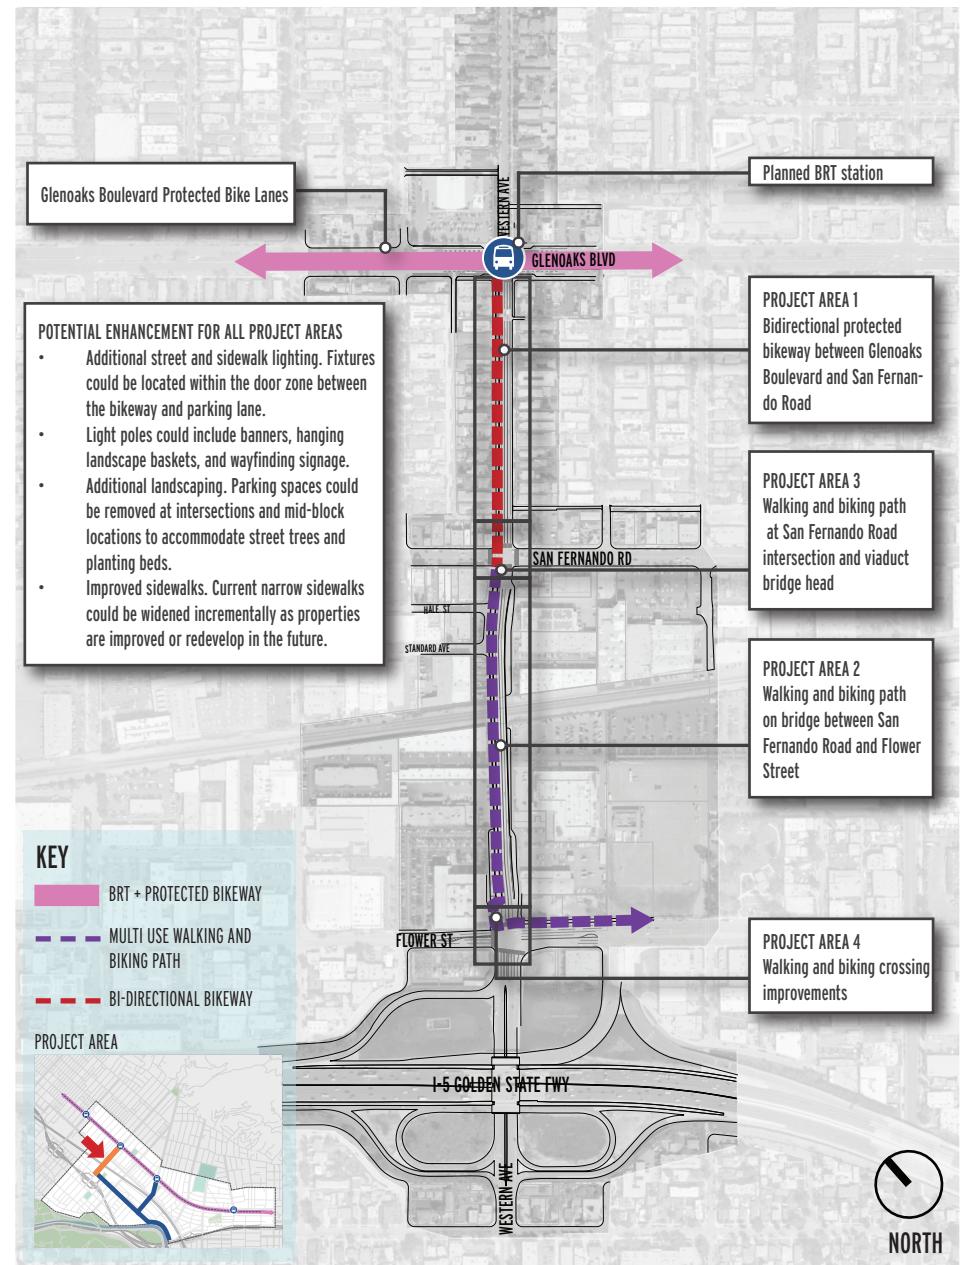 WESTERN AVE
Glenoaks Boulevard Protected Bike Lanes
Planned BRT station
GLENOAKS BLVD
POTENTIAL ENHANCEMENT FOR ALL PROJECT AREAS
• Additional street and sidewalk lighting. Fixtures
could be located within the door zone between
the bikeway and parking lane.
• Light poles could include banners, hanging
landscape baskets, and wayfinding signage.
• Additional landscaping. Parking spaces could
be removed at intersections and mid-block
locations to accommodate street trees and
planting beds.
• Improved sidewalks. Current narrow sidewalks
could be widened incrementally as properties
are improved or redevelop in the future.
PROJECT AREA 1
Bidirectional protected
bikeway between Glenoaks
Boulevard and San Fernan-
do Road
PROJECT AREA 3
Walking and biking path
at San Fernando Road
intersection and viaduct
bridge head
SAN FERNANDO RD
HALE ST
STANDARD AVE
PROJECT AREA 2
Walking and biking path
on bridge between San
Fernando Road and Flower
Street
FLOWER ST
PROJECT AREA 4
Walking and biking crossing
improvements
KEY
BRT + PROTECTED BIKEWAY
MULTI USE WALKING AND
BIKING PATH
BI-DIRECTIONAL BIKEWAY
PROJECT AREA
I-5 GOLDEN STATE FWY
WESTERN AVE
NORTH